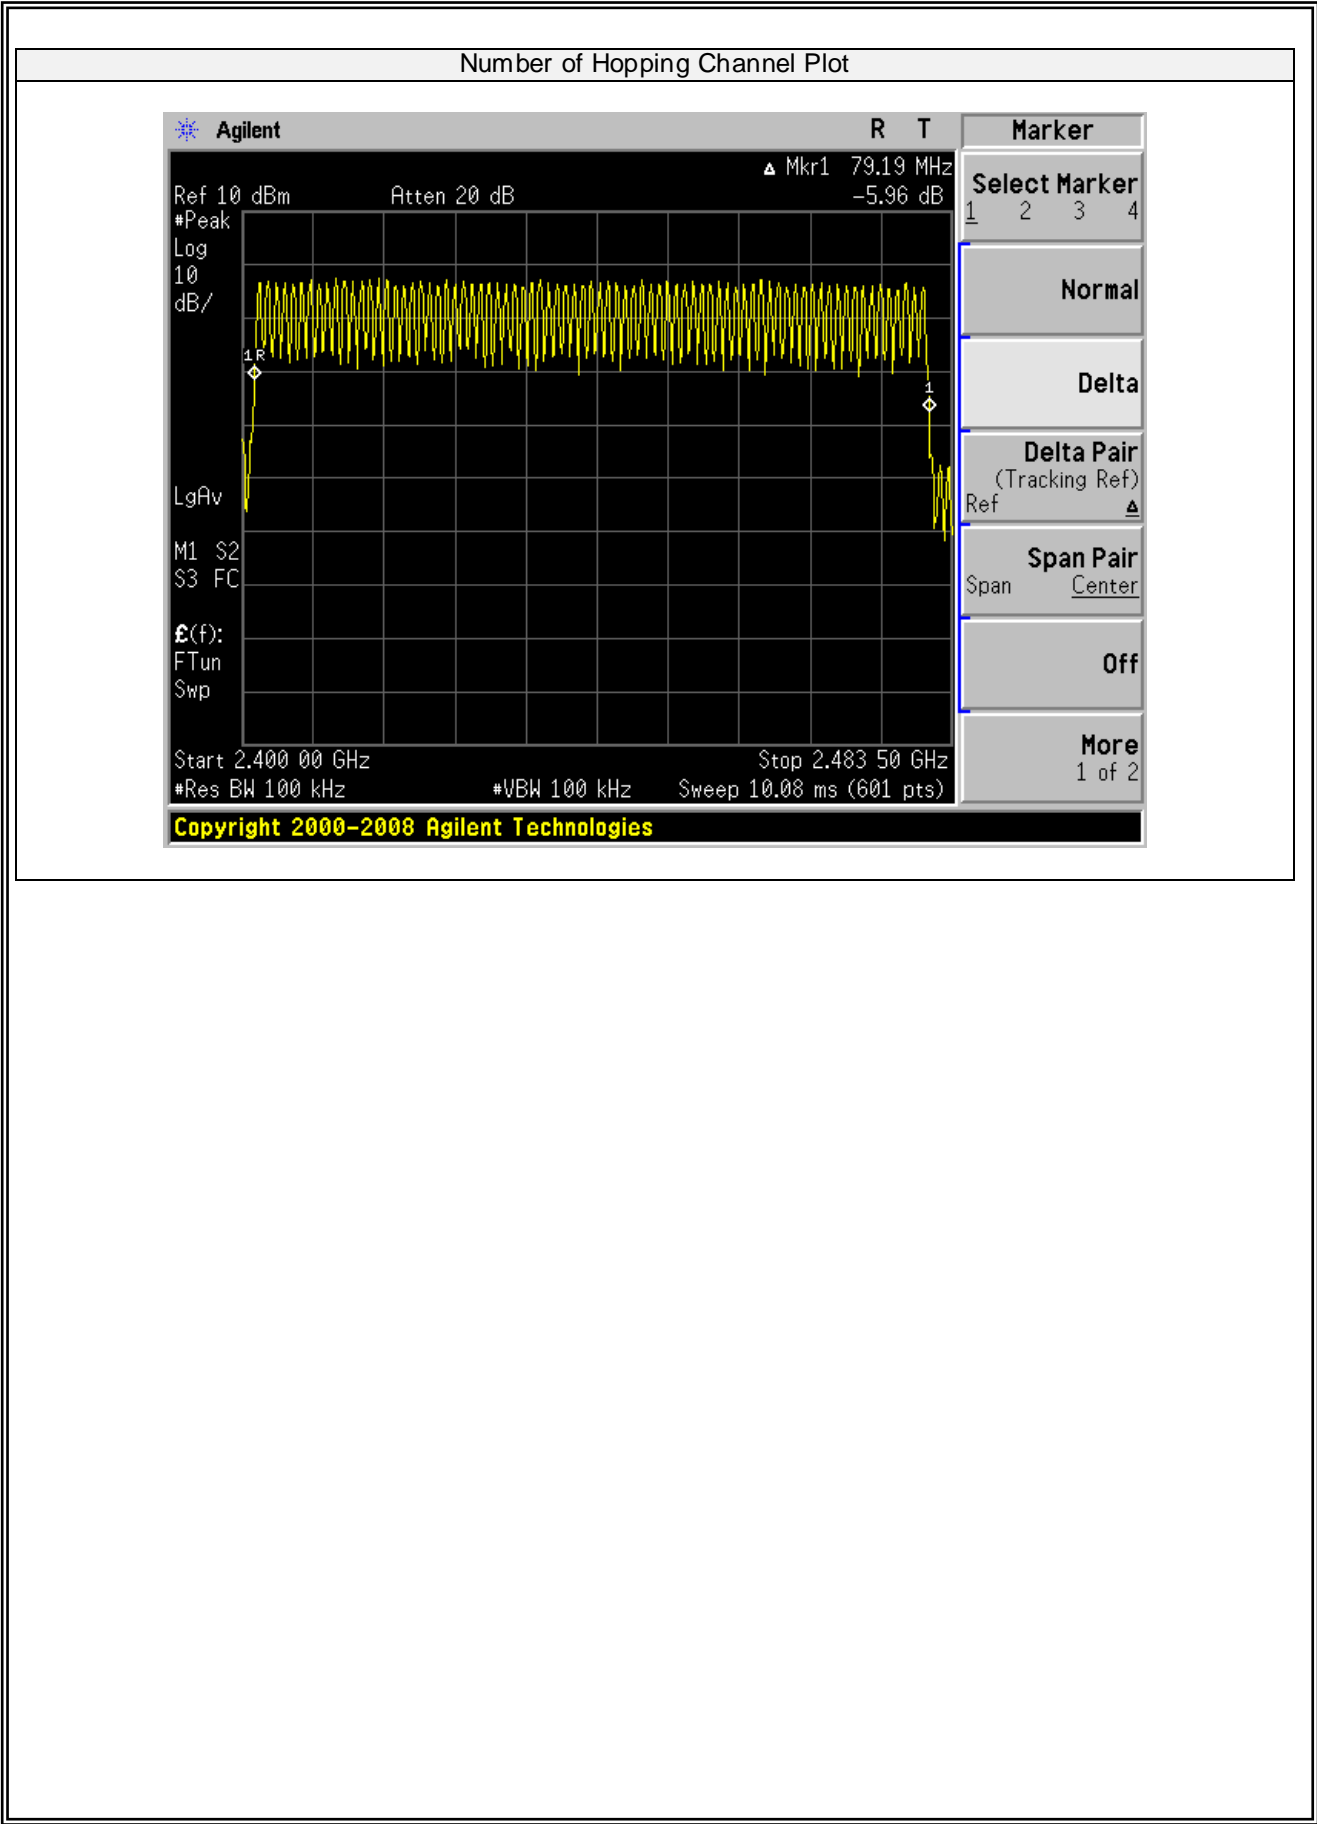 Number of Hopping Channel Plot
Agilent R T
Δ Mkr1 79.19 MHz
Ref 10 dBm Atten 20 dB -5.96 dB
#Peak
Log
10
dB/
1R
1
LgAv
M1 S2
S3 FC
£(f):
FTun
Swp
Start 2.400 00 GHz Stop 2.483 50 GHz
#Res BW 100 kHz #VBW 100 kHz Sweep 10.08 ms (601 pts)
Copyright 2000-2008 Agilent Technologies
Marker
Select Marker
1 2 3 4
Normal
Delta
Delta Pair
(Tracking Ref)
Ref Δ
Span Pair
Span Center
Off
More
1 of 2